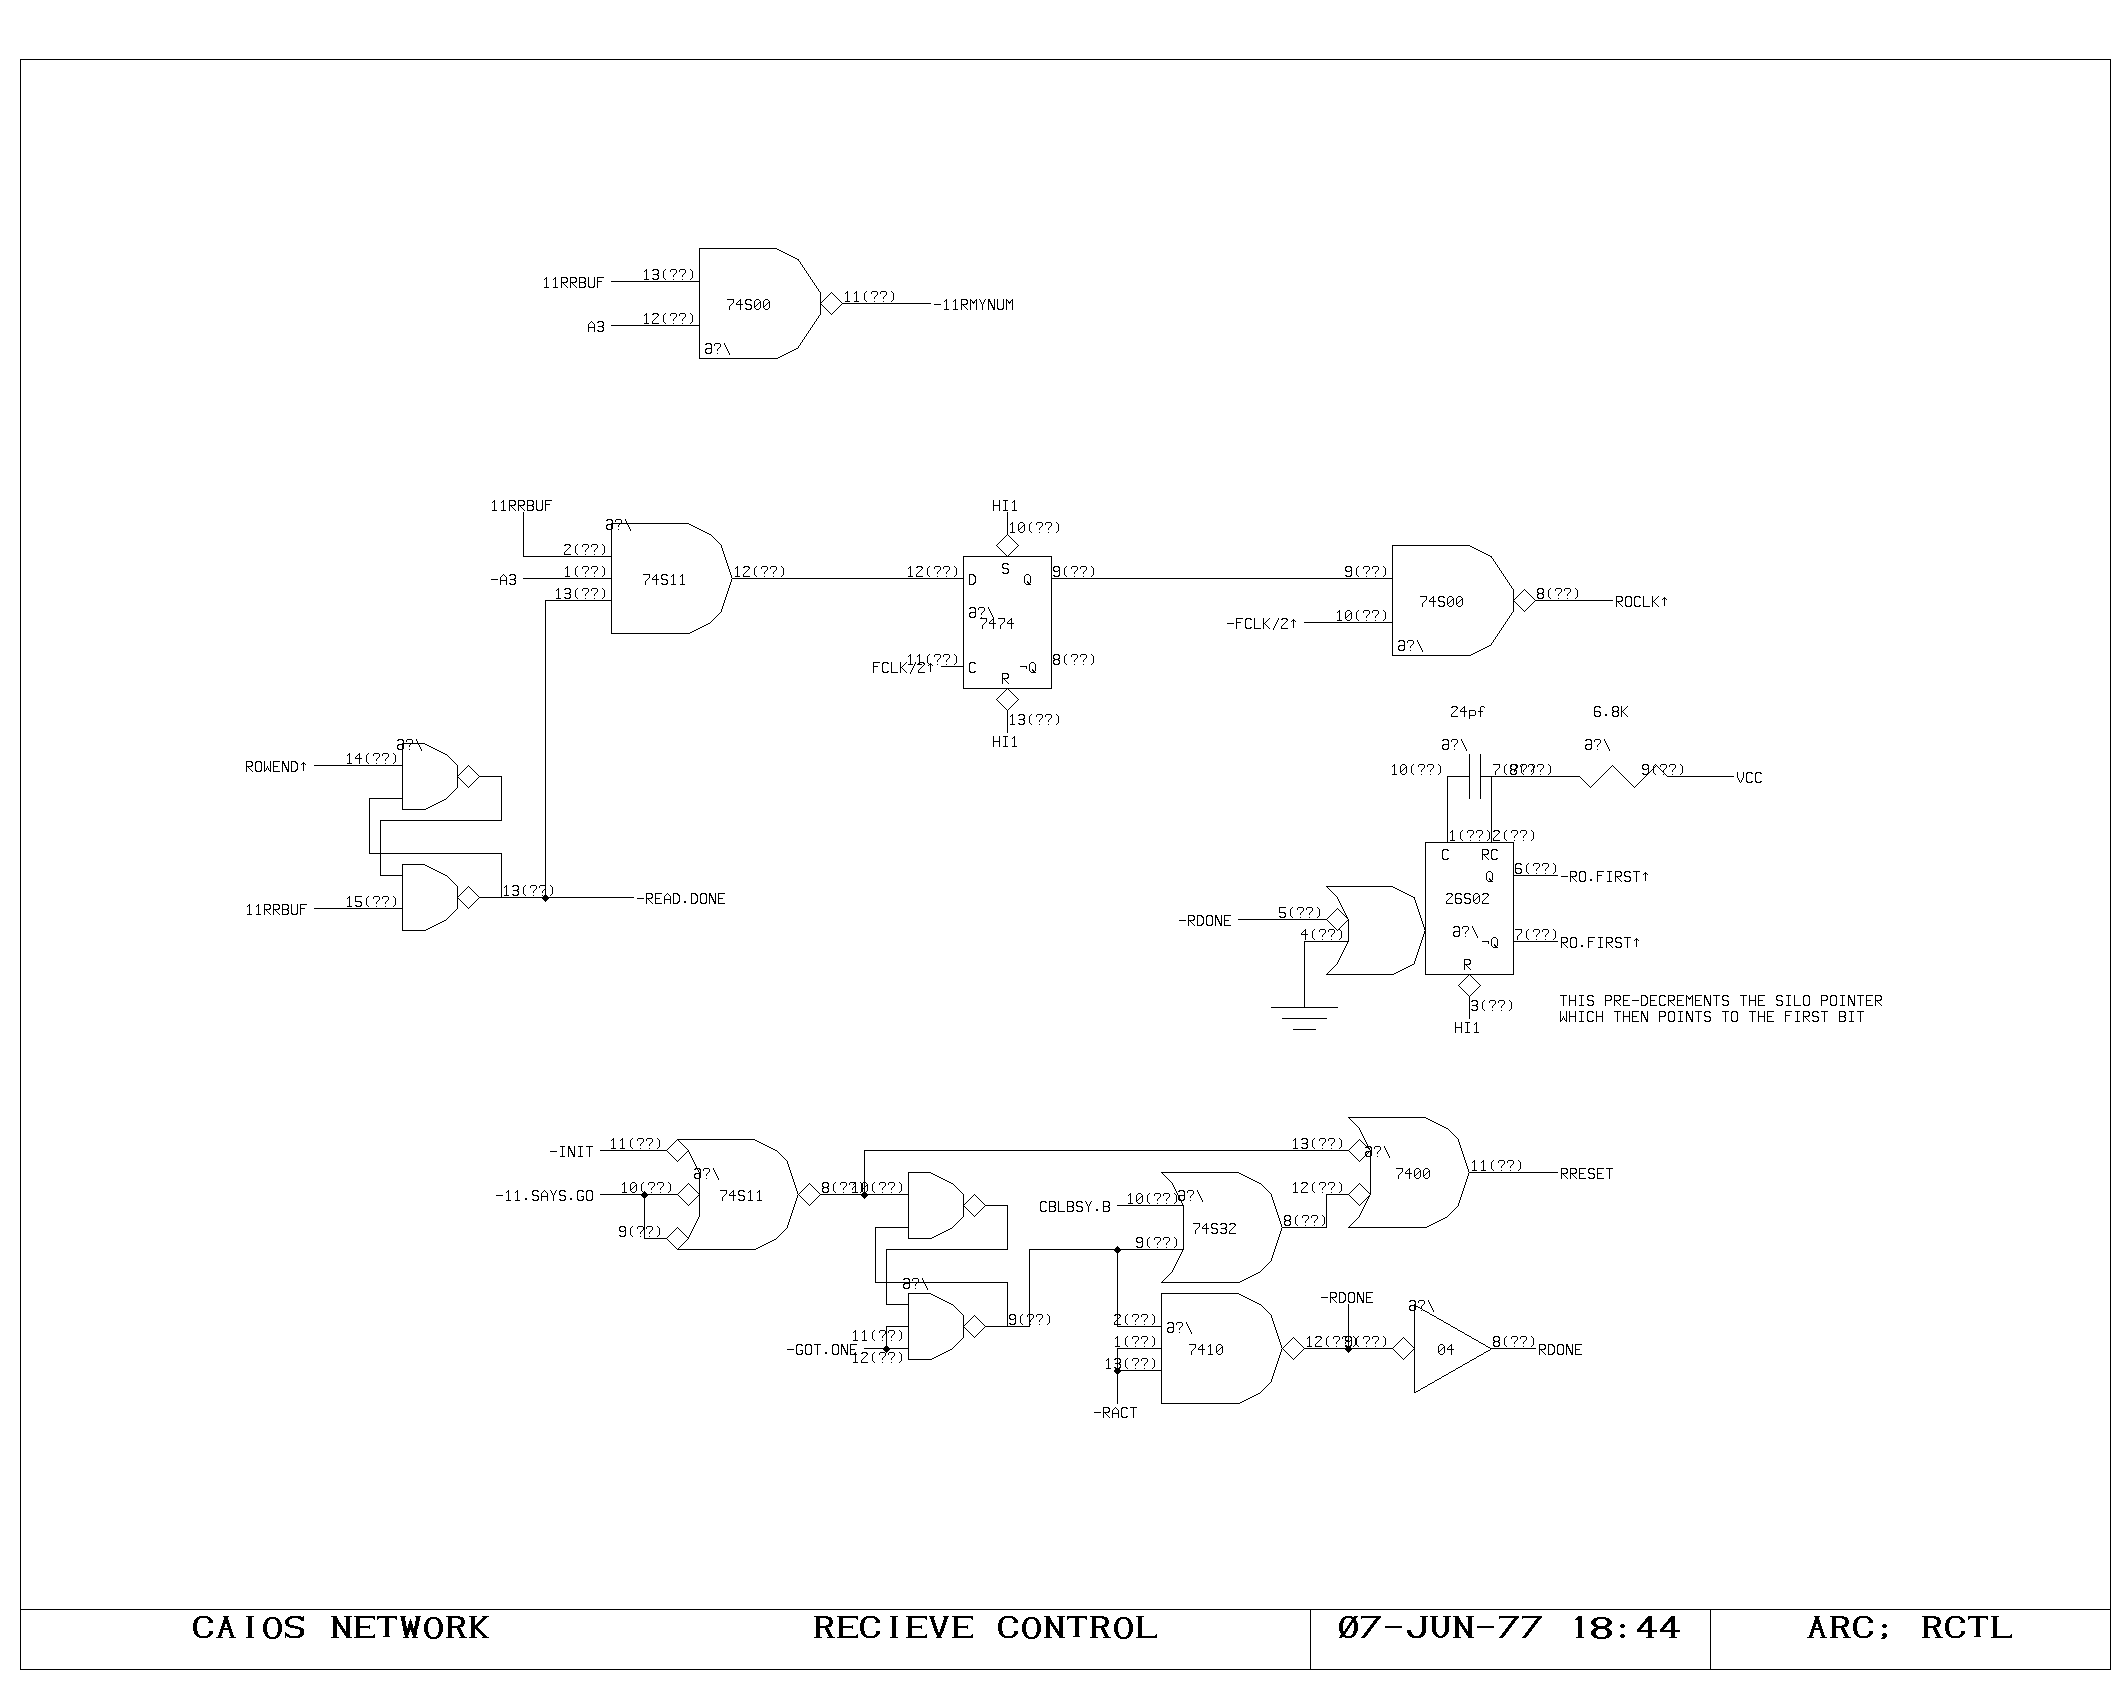 11RRBUF 13(??)
74S00 11(??) -11RMYNUM
A3 12(??)
a?\
11RRBUF HI1
a?\ 10(??)
2(??)
-A3 1(??) 74S11 12(??) 12(??) D S Q 9(??) 9(??)
13(??) a?\ 74S00 8(??) ROCLK↑
7474 -FCLK/2↑ 10(??)
a?\
FCLK/2↑ 11(??) C ¬Q 8(??)
R
13(??)
HI1
24pf 6.8K
a?\ a?\ a?\
ROWEND↑ 14(??) 10(??) 7(??) 8(??) 9(??) VCC
1(??) 2(??)
C RC
Q 6(??) -RO.FIRST↑
13(??) -READ.DONE 26S02
11RRBUF 15(??) -RDONE 5(??)
4(??) a?\ ¬Q 7(??) RO.FIRST↑
R
3(??)
HI1
THIS PRE-DECREMENTS THE SILO POINTER
WHICH THEN POINTS TO THE FIRST BIT
-INIT 11(??) 13(??) a?\
a?\ 7400 11(??) RRESET
-11.SAYS.GO 10(??) 74S11 8(??) 10(??) 12(??)
CBLBSY.B 10(??) a?\
9(??) 74S32 8(??)
9(??)
a?\
-RDONE a?\
9(??) 2(??) a?\
11(??)
-GOT.ONE 1(??) 7410 12(??) 9(??) 04 8(??) RDONE
12(??) 13(??)
-RACT
CAIOS NETWORK RECIEVE CONTROL 07-JUN-77 18:44 ARC; RCTL